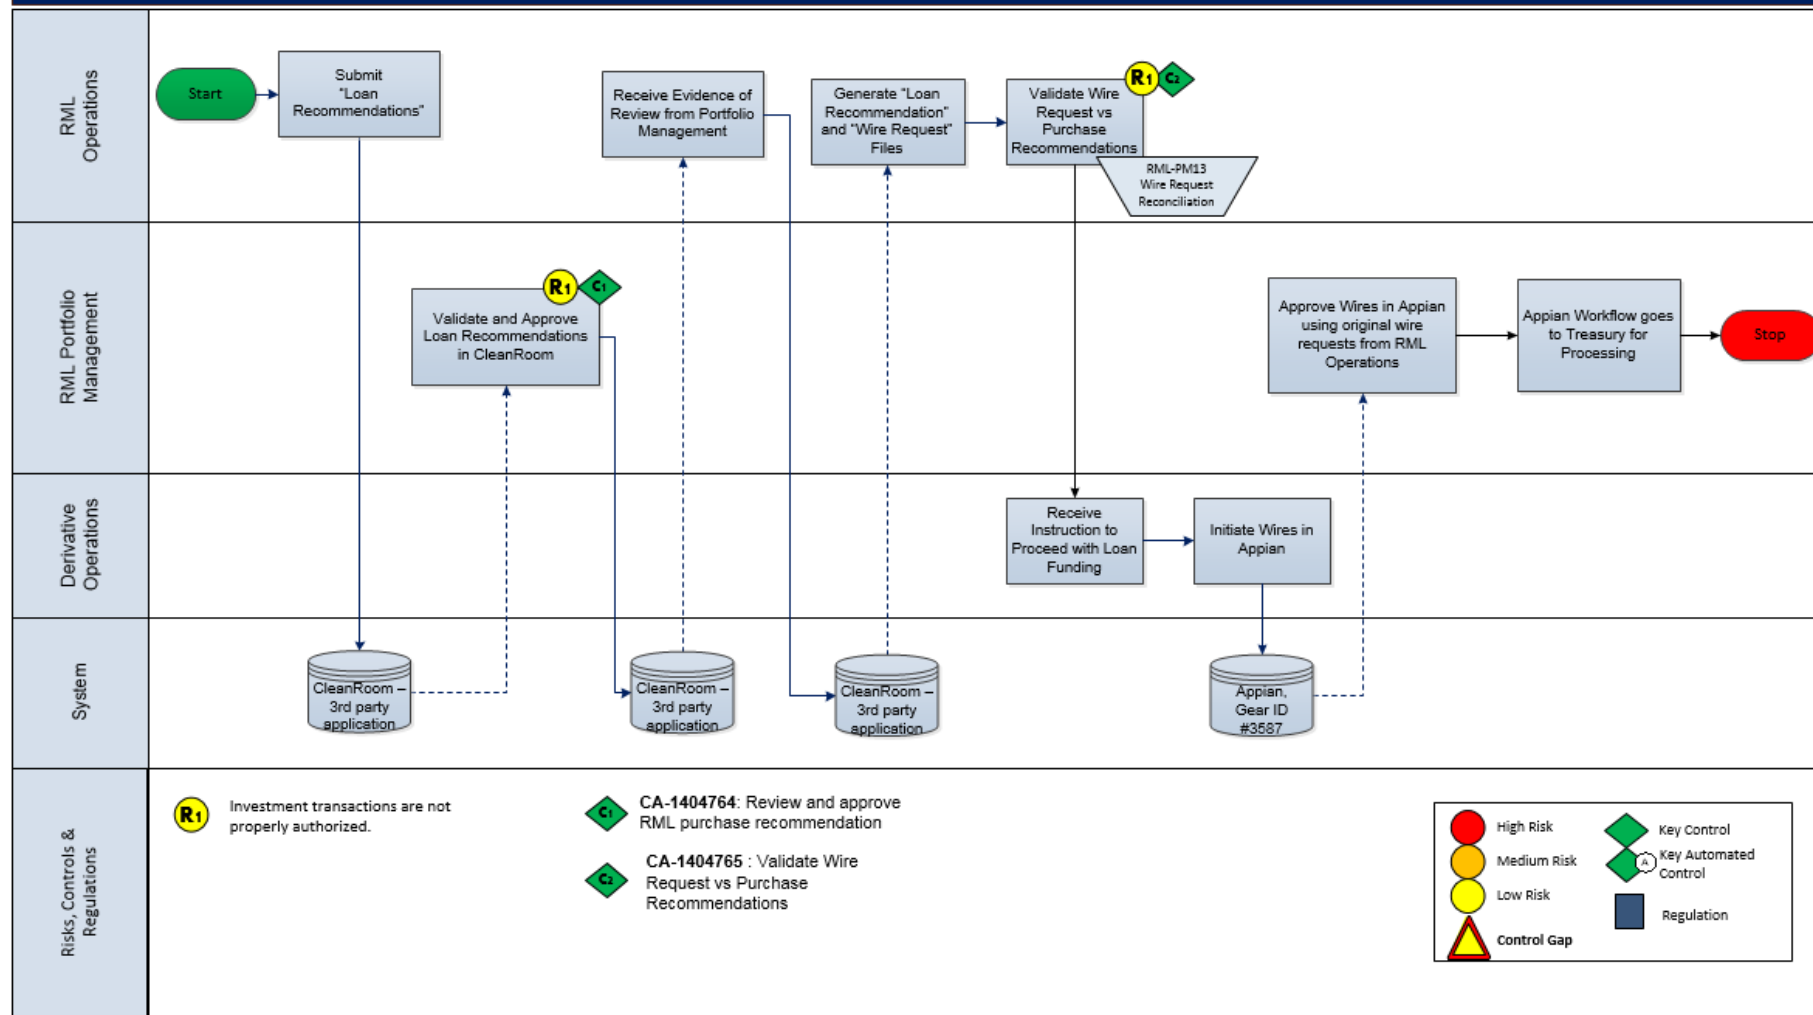 RML
Operations
Start
Submit
"Loan
Recommendations"
Receive Evidence of
Review from Portfolio
Management
Generate "Loan
Recommendation"
and "Wire Request"
Files
Validate Wire
Request vs
Purchase
Recommendations
R1
C2
RML-PM13
Wire Request
Reconciliation
RML Portfolio
Management
Validate and Approve
Loan Recommendations
in CleanRoom
R1
C1
Approve Wires in Appian
using original wire
requests from RML
Operations
Appian Workflow goes
to Treasury for
Processing
Stop
Derivative
Operations
Receive
Instruction to
Proceed with Loan
Funding
Initiate Wires in
Appian
System
CleanRoom –
3rd party
application
CleanRoom –
3rd party
application
CleanRoom –
3rd party
application
Appian,
Gear ID
#3587
Risks, Controls &
Regulations
R1
Investment transactions are not
properly authorized.
C1
CA-1404764: Review and approve
RML purchase recommendation
C2
CA-1404765 : Validate Wire
Request vs Purchase
Recommendations
High Risk
Medium Risk
Low Risk
Control Gap
Key Control
A
Key Automated
Control
Regulation